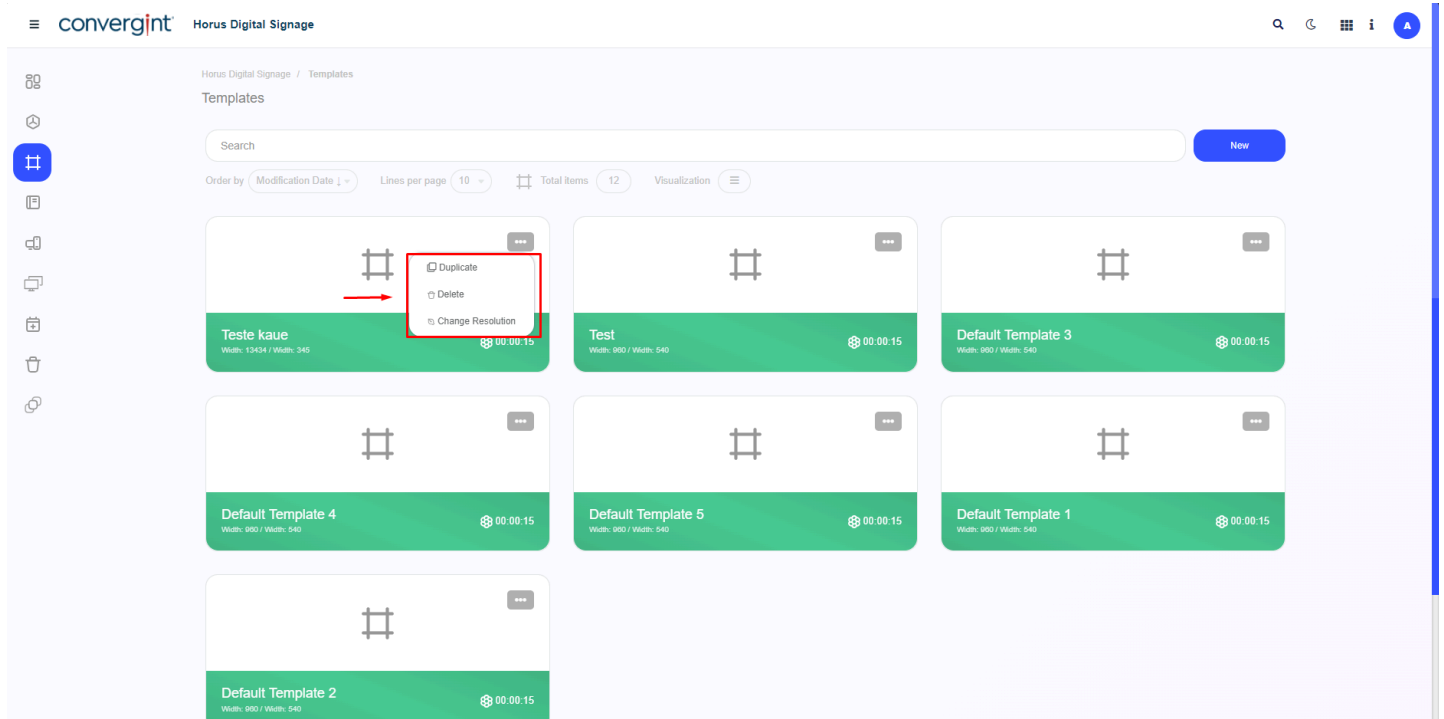 convergint Horus Digital Signage
A
Horus Digital Signage / Templates
Templates
Search
New
Order by Modification Date ↓ Lines per page 10 Total items 12 Visualization
Duplicate
Delete
Change Resolution
Teste kaue
Width: 13434 / Width: 345
00:00:15
Test
Width: 960 / Width: 540
00:00:15
Default Template 3
Width: 960 / Width: 540
00:00:15
Default Template 4
Width: 960 / Width: 540
00:00:15
Default Template 5
Width: 960 / Width: 540
00:00:15
Default Template 1
Width: 960 / Width: 540
00:00:15
Default Template 2
Width: 960 / Width: 540
00:00:15